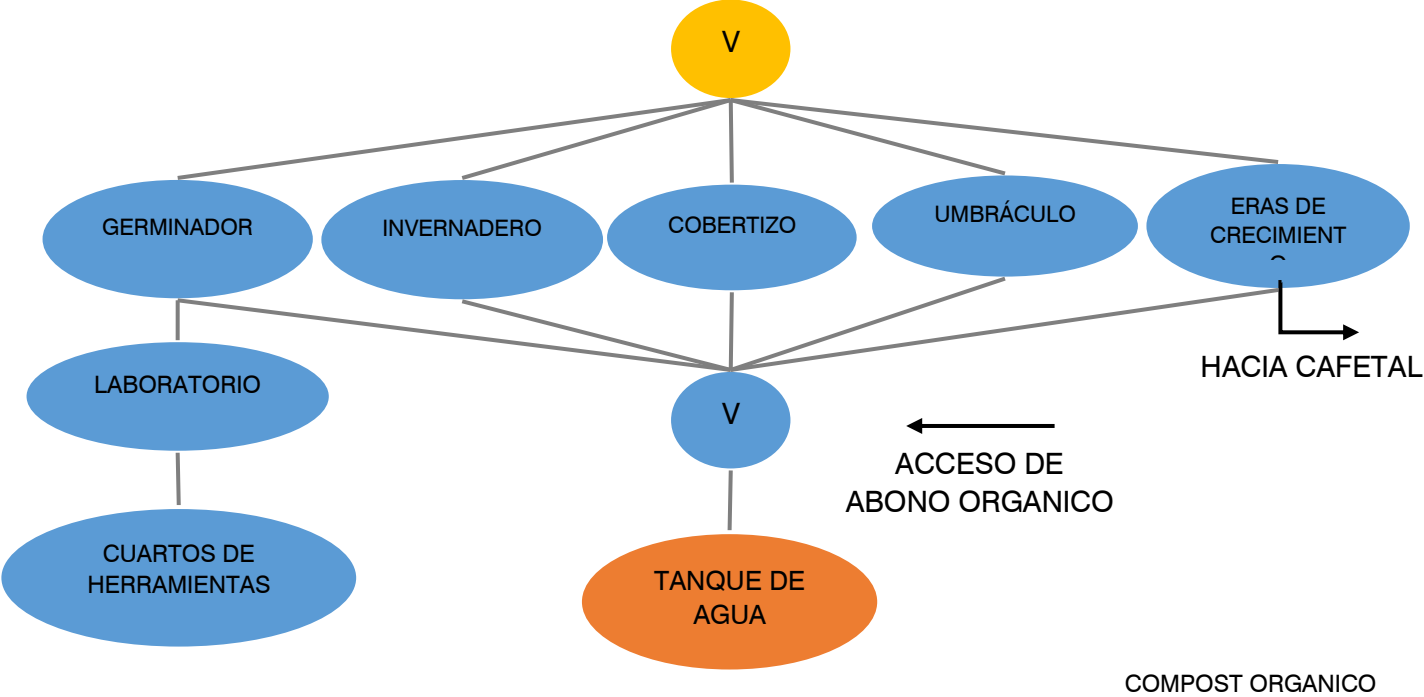 V
GERMINADOR
INVERNADERO
COBERTIZO
UMBRÁCULO
ERAS DE
CRECIMIENT
O
HACIA CAFETAL
LABORATORIO
V
ACCESO DE
ABONO ORGANICO
CUARTOS DE
HERRAMIENTAS
TANQUE DE
AGUA
COMPOST ORGANICO